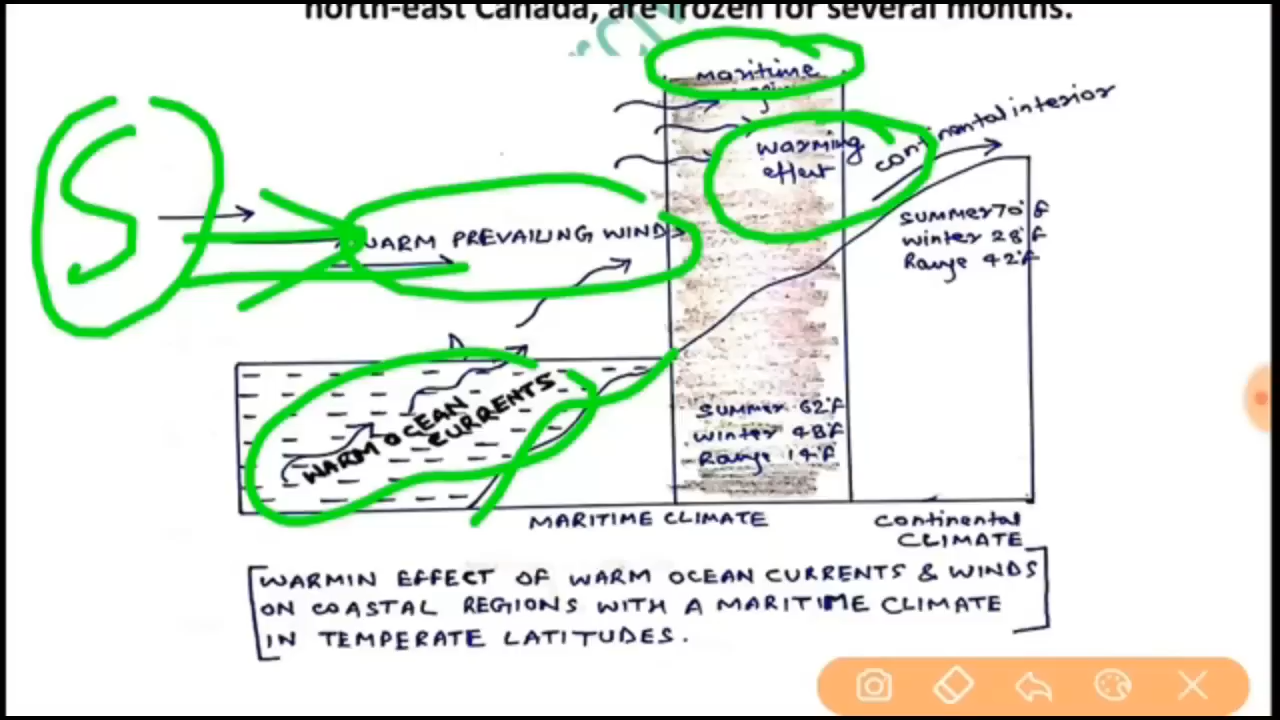 north-east Canada, are frozen for several months.
maritime
warming
effect
continental interior
S
WARM PREVAILING WINDS
SUMMER 70°F
winter 28°F
Range 42°F
WARM OCEAN
CURRENTS
SUMMER 62°F
winter 48°F
Range 14°F
MARITIME CLIMATE
Continental
CLIMATE
WARMIN EFFECT OF WARM OCEAN CURRENTS & WINDS
ON COASTAL REGIONS WITH A MARITIME CLIMATE
IN TEMPERATE LATITUDES.